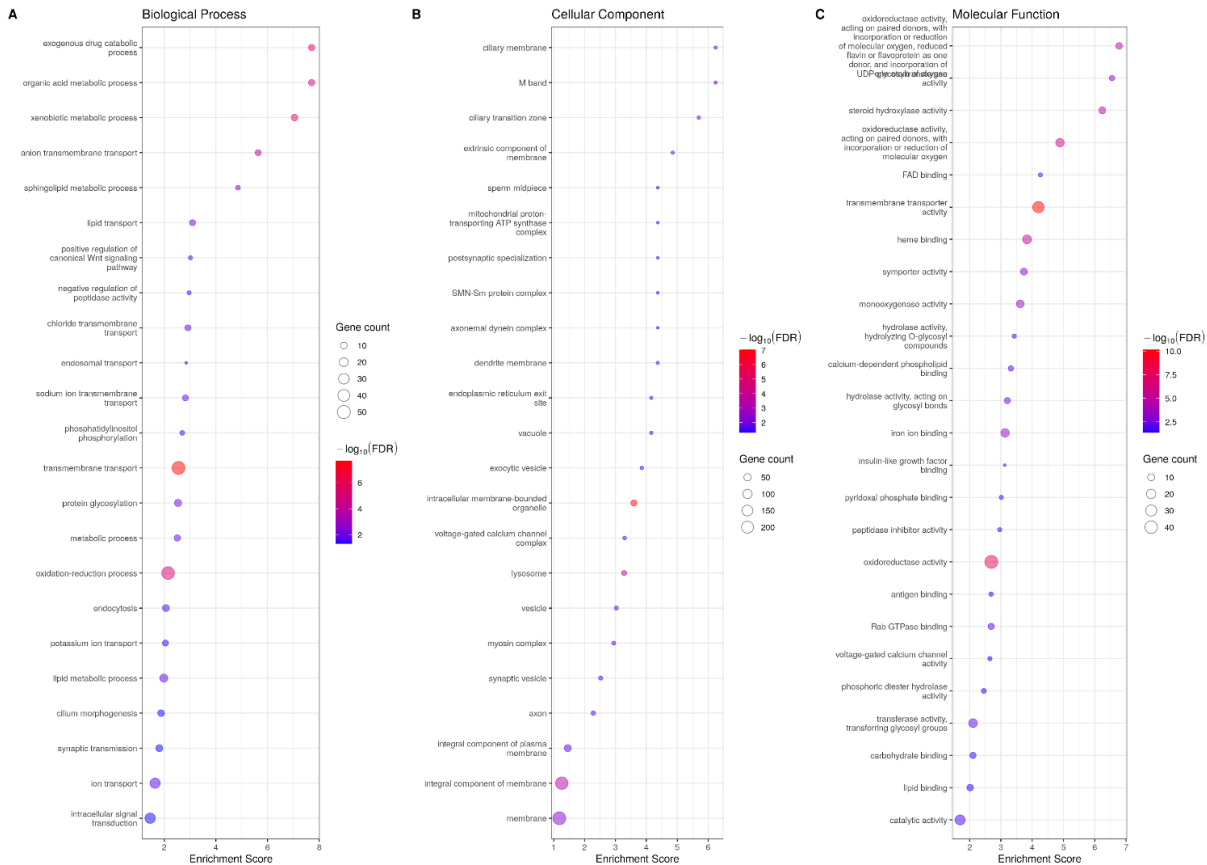 A
Biological Process
exogenous drug catabolic
process
organic acid metabolic process
xenobiotic metabolic process
anion transmembrane transport
sphingolipid metabolic process
lipid transport
positive regulation of
canonical Wnt signaling
pathway
negative regulation of
peptidase activity
chloride transmembrane
transport
endosomal transport
sodium ion transmembrane
transport
phosphatidylinositol
phosphorylation
transmembrane transport
protein glycosylation
metabolic process
oxidation-reduction process
endocytosis
potassium ion transport
lipid metabolic process
cilium morphogenesis
synaptic transmission
ion transport
intracellular signal
transduction
2
4
6
8
Enrichment Score
Gene count
10
20
30
40
50
−log10(FDR)
6
4
2
B
Cellular Component
ciliary membrane
M band
ciliary transition zone
extrinsic component of
membrane
sperm midpiece
mitochondrial proton-
transporting ATP synthase
complex
postsynaptic specialization
SMN-Sm protein complex
axonemal dynein complex
dendrite membrane
endoplasmic reticulum exit
site
vacuole
exocytic vesicle
intracellular membrane-bounded
organelle
voltage-gated calcium channel
complex
lysosome
vesicle
myosin complex
synaptic vesicle
axon
integral component of plasma
membrane
integral component of membrane
membrane
1
2
3
4
5
6
Enrichment Score
−log10(FDR)
7
6
5
4
3
2
Gene count
50
100
150
200
C
Molecular Function
oxidoreductase activity,
acting on paired donors, with
incorporation or reduction
of molecular oxygen, reduced
flavin or flavoprotein as one
donor, and incorporation of
activity
steroid hydroxylase activity
oxidoreductase activity,
acting on paired donors, with
incorporation or reduction of
molecular oxygen
FAD binding
transmembrane transporter
activity
heme binding
symporter activity
monooxygenase activity
hydrolase activity,
hydrolyzing O-glycosyl
compounds
calcium-dependent phospholipid
binding
hydrolase activity, acting on
glycosyl bonds
iron ion binding
insulin-like growth factor
binding
pyridoxal phosphate binding
peptidase inhibitor activity
oxidoreductase activity
antigen binding
Rab GTPase binding
voltage-gated calcium channel
activity
phosphoric diester hydrolase
activity
transferase activity,
transferring glycosyl groups
carbohydrate binding
lipid binding
catalytic activity
2
3
4
5
6
7
Enrichment Score
−log10(FDR)
10.0
7.5
5.0
2.5
Gene count
10
20
30
40